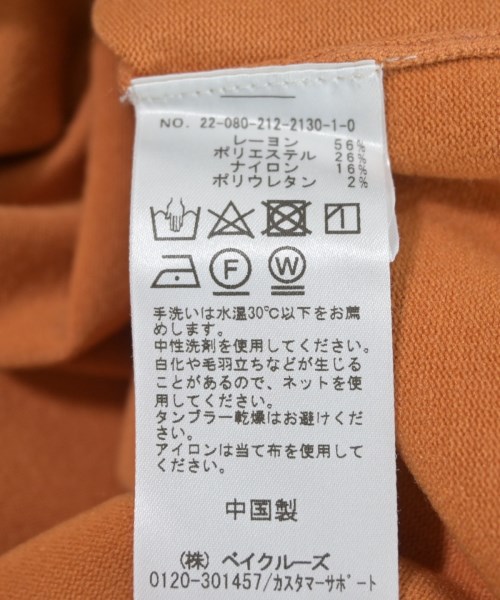 NO. 22-080-212-2130-1-0
レーヨン 56%
ポリエステル 26%
ナイロン 16%
ポリウレタン 2%
F W
手洗いは水温30℃以下をお薦
めします。
中性洗剤を使用してください。
白化や毛羽立ちなどが生じる
ことがあるので、ネットを使
用してください。
タンブラー乾燥はお避けくだ
さい。
アイロンは当て布を使用して
ください。
中国製
(株) ベイクルーズ
0120-301457/カスタマーサポート